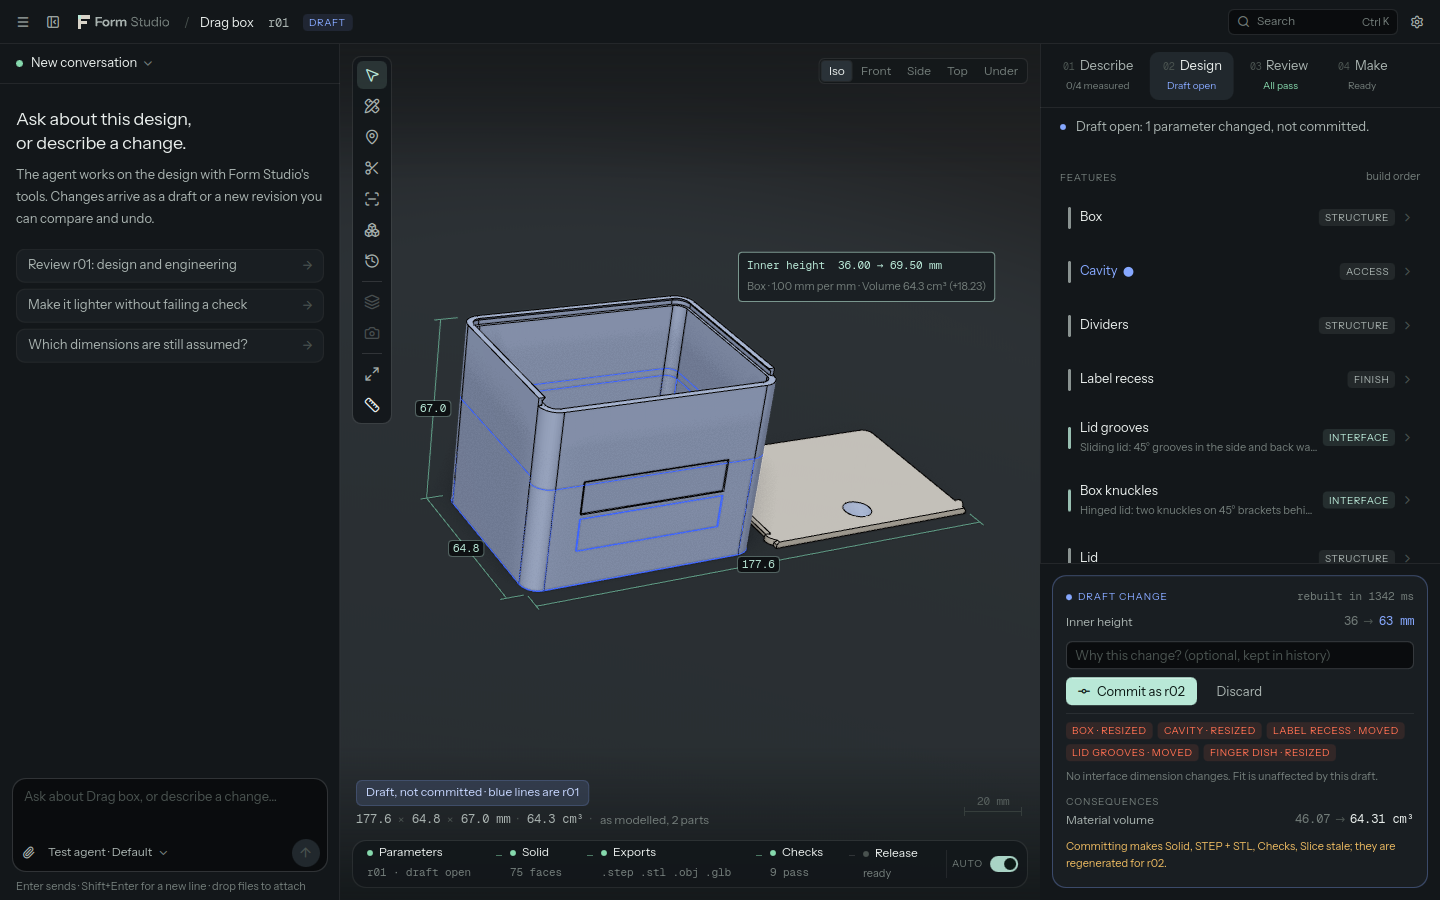 Form Studio / Drag box r01 DRAFT
Search Ctrl K
New conversation
Ask about this design,
or describe a change.
The agent works on the design with Form Studio's
tools. Changes arrive as a draft or a new revision you
can compare and undo.
Review r01: design and engineering →
Make it lighter without failing a check →
Which dimensions are still assumed? →
Ask about Drag box, or describe a change...
Test agent · Default
Enter sends · Shift+Enter for a new line · drop files to attach
Iso Front Side Top Under
Inner height 36.00 → 69.50 mm
Box · 1.00 mm per mm · Volume 64.3 cm³ (+18.23)
67.0
64.8
177.6
Draft, not committed · blue lines are r01
177.6 × 64.8 × 67.0 mm · 64.3 cm³ · as modelled, 2 parts
20 mm
Parameters
r01 · draft open
Solid
75 faces
Exports
.step .stl .obj .glb
Checks
9 pass
Release
ready
AUTO
01 Describe
0/4 measured
02 Design
Draft open
03 Review
All pass
04 Make
Ready
Draft open: 1 parameter changed, not committed.
FEATURES build order
Box STRUCTURE
Cavity ACCESS
Dividers STRUCTURE
Label recess FINISH
Lid grooves INTERFACE
Sliding lid: 45° grooves in the side and back wa...
Box knuckles INTERFACE
Hinged lid: two knuckles on 45° brackets behi...
Lid STRUCTURE
DRAFT CHANGE rebuilt in 1342 ms
Inner height 36 → 63 mm
Why this change? (optional, kept in history)
Commit as r02 Discard
BOX · RESIZED CAVITY · RESIZED LABEL RECESS · MOVED
LID GROOVES · MOVED FINGER DISH · RESIZED
No interface dimension changes. Fit is unaffected by this draft.
CONSEQUENCES
Material volume 46.07 → 64.31 cm³
Committing makes Solid, STEP + STL, Checks, Slice stale; they are
regenerated for r02.